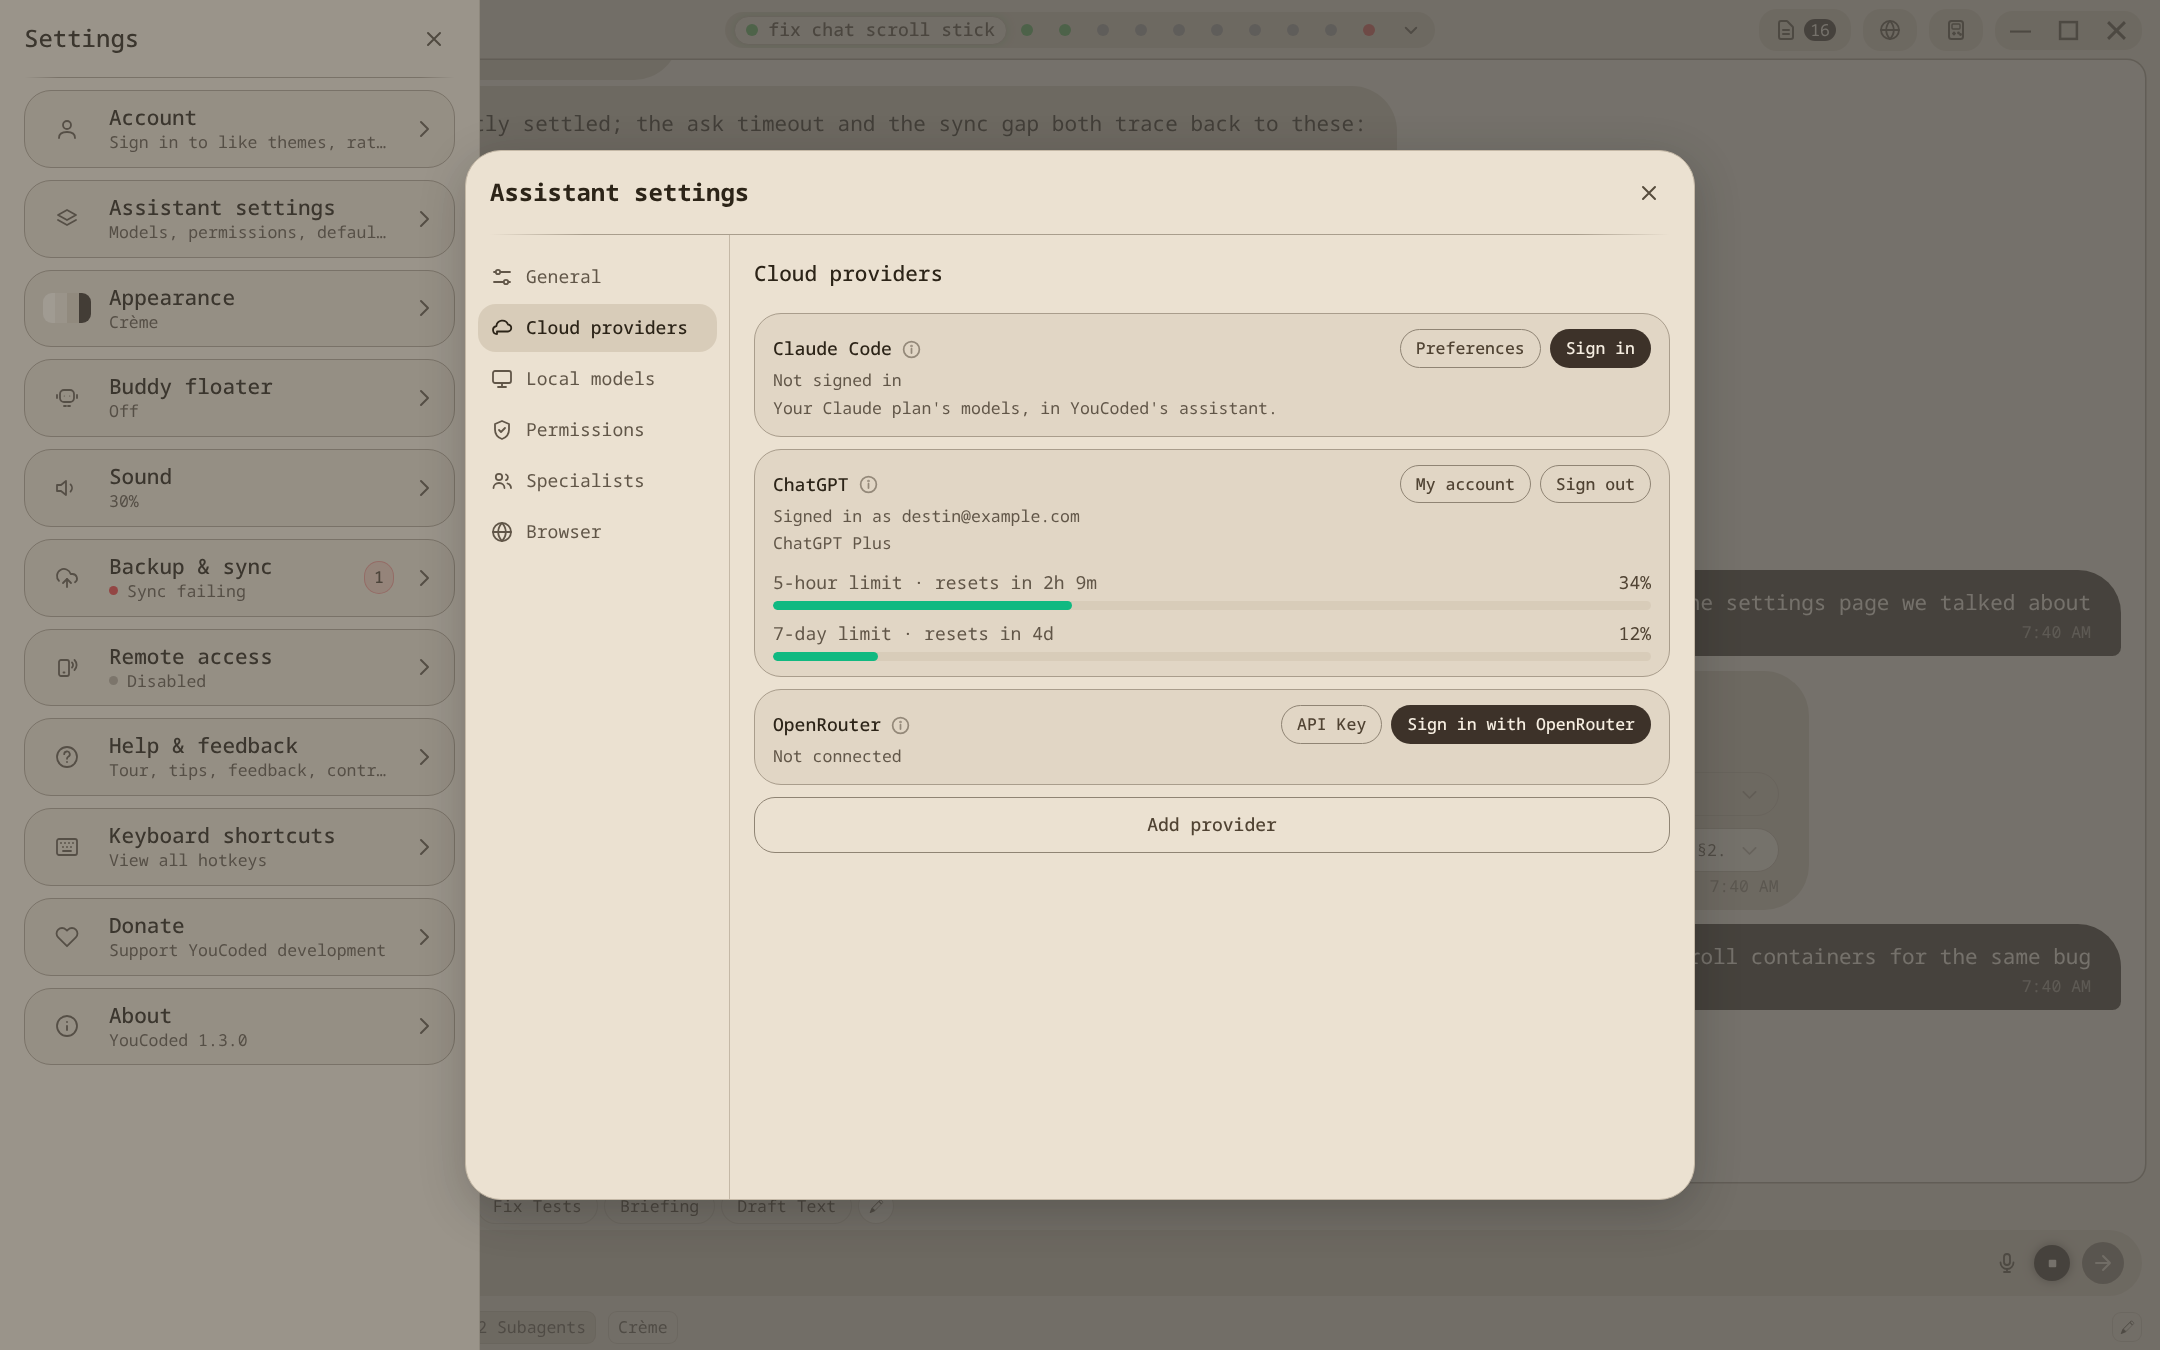 Settings
Account
Sign in to like themes, rat…
Assistant settings
Models, permissions, defaul…
Appearance
Crème
Buddy floater
Off
Sound
30%
Backup & sync
1
Sync failing
Remote access
Disabled
Help & feedback
Tour, tips, feedback, contr…
Keyboard shortcuts
View all hotkeys
Donate
Support YouCoded development
About
YouCoded 1.3.0
fix chat scroll stick
16
tly settled; the ask timeout and the sync gap both trace back to these:
Assistant settings
General
Cloud providers
Local models
Permissions
Specialists
Browser
Cloud providers
Claude Code
Preferences
Sign in
Not signed in
Your Claude plan's models, in YouCoded's assistant.
ChatGPT
My account
Sign out
Signed in as destin@example.com
ChatGPT Plus
5-hour limit · resets in 2h 9m
34%
7-day limit · resets in 4d
12%
OpenRouter
API Key
Sign in with OpenRouter
Not connected
Add provider
settings page we talked about
7:40 AM
§2.
7:40 AM
containers for the same bug
7:40 AM
Fix Tests
Briefing
Draft Text
2 Subagents
Crème